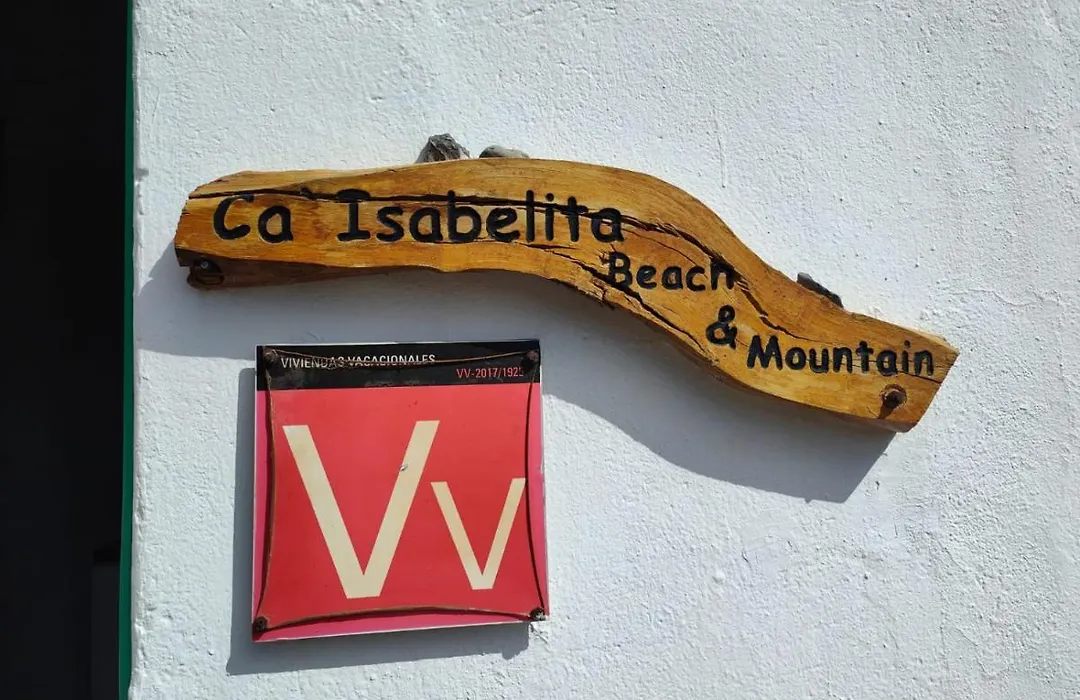 Ca Isabelita
Beach
&
Mountain
VIVIENDAS VACACIONALES
VV-2017/1925
Vv